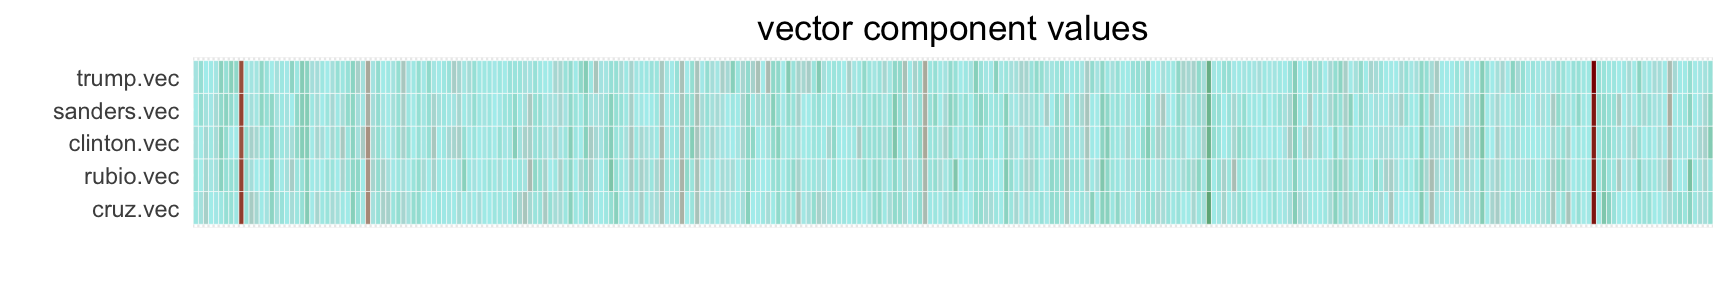 vector component values
trump.vec
sanders.vec
clinton.vec
rubio.vec
cruz.vec